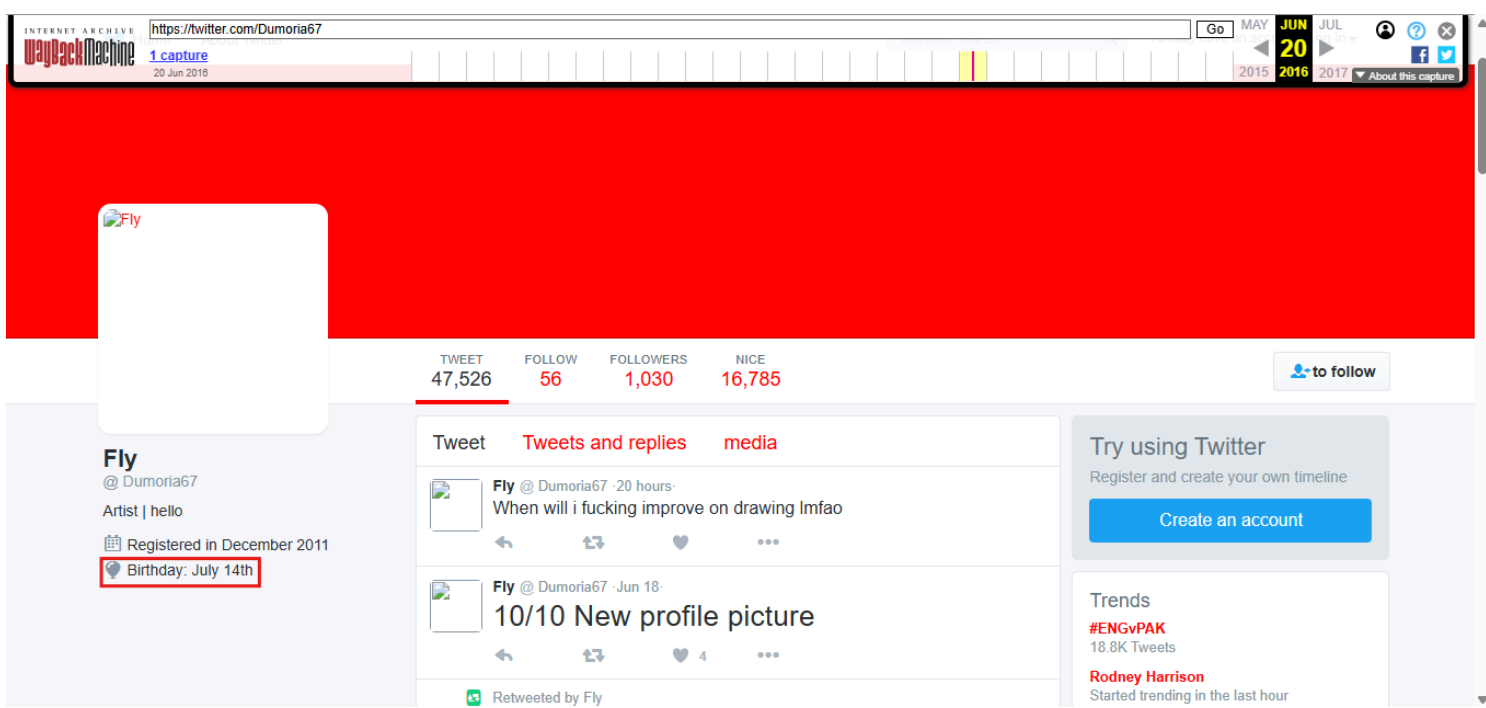 INTERNET ARCHIVE
WayBackMachine
https://twitter.com/Dumoria67
Go
MAY JUN JUL
1 capture
20
20 Jun 2016
2015 2016 2017
About this capture
Fly
TWEET FOLLOW FOLLOWERS NICE
47,526 56 1,030 16,785
to follow
Fly
@ Dumoria67
Artist | hello
Registered in December 2011
Birthday: July 14th
Tweet Tweets and replies media
Fly @ Dumoria67 ·20 hours·
When will i fucking improve on drawing lmfao
Fly @ Dumoria67 ·Jun 18·
10/10 New profile picture
4
Retweeted by Fly
Try using Twitter
Register and create your own timeline
Create an account
Trends
#ENGvPAK
18.8K Tweets
Rodney Harrison
Started trending in the last hour